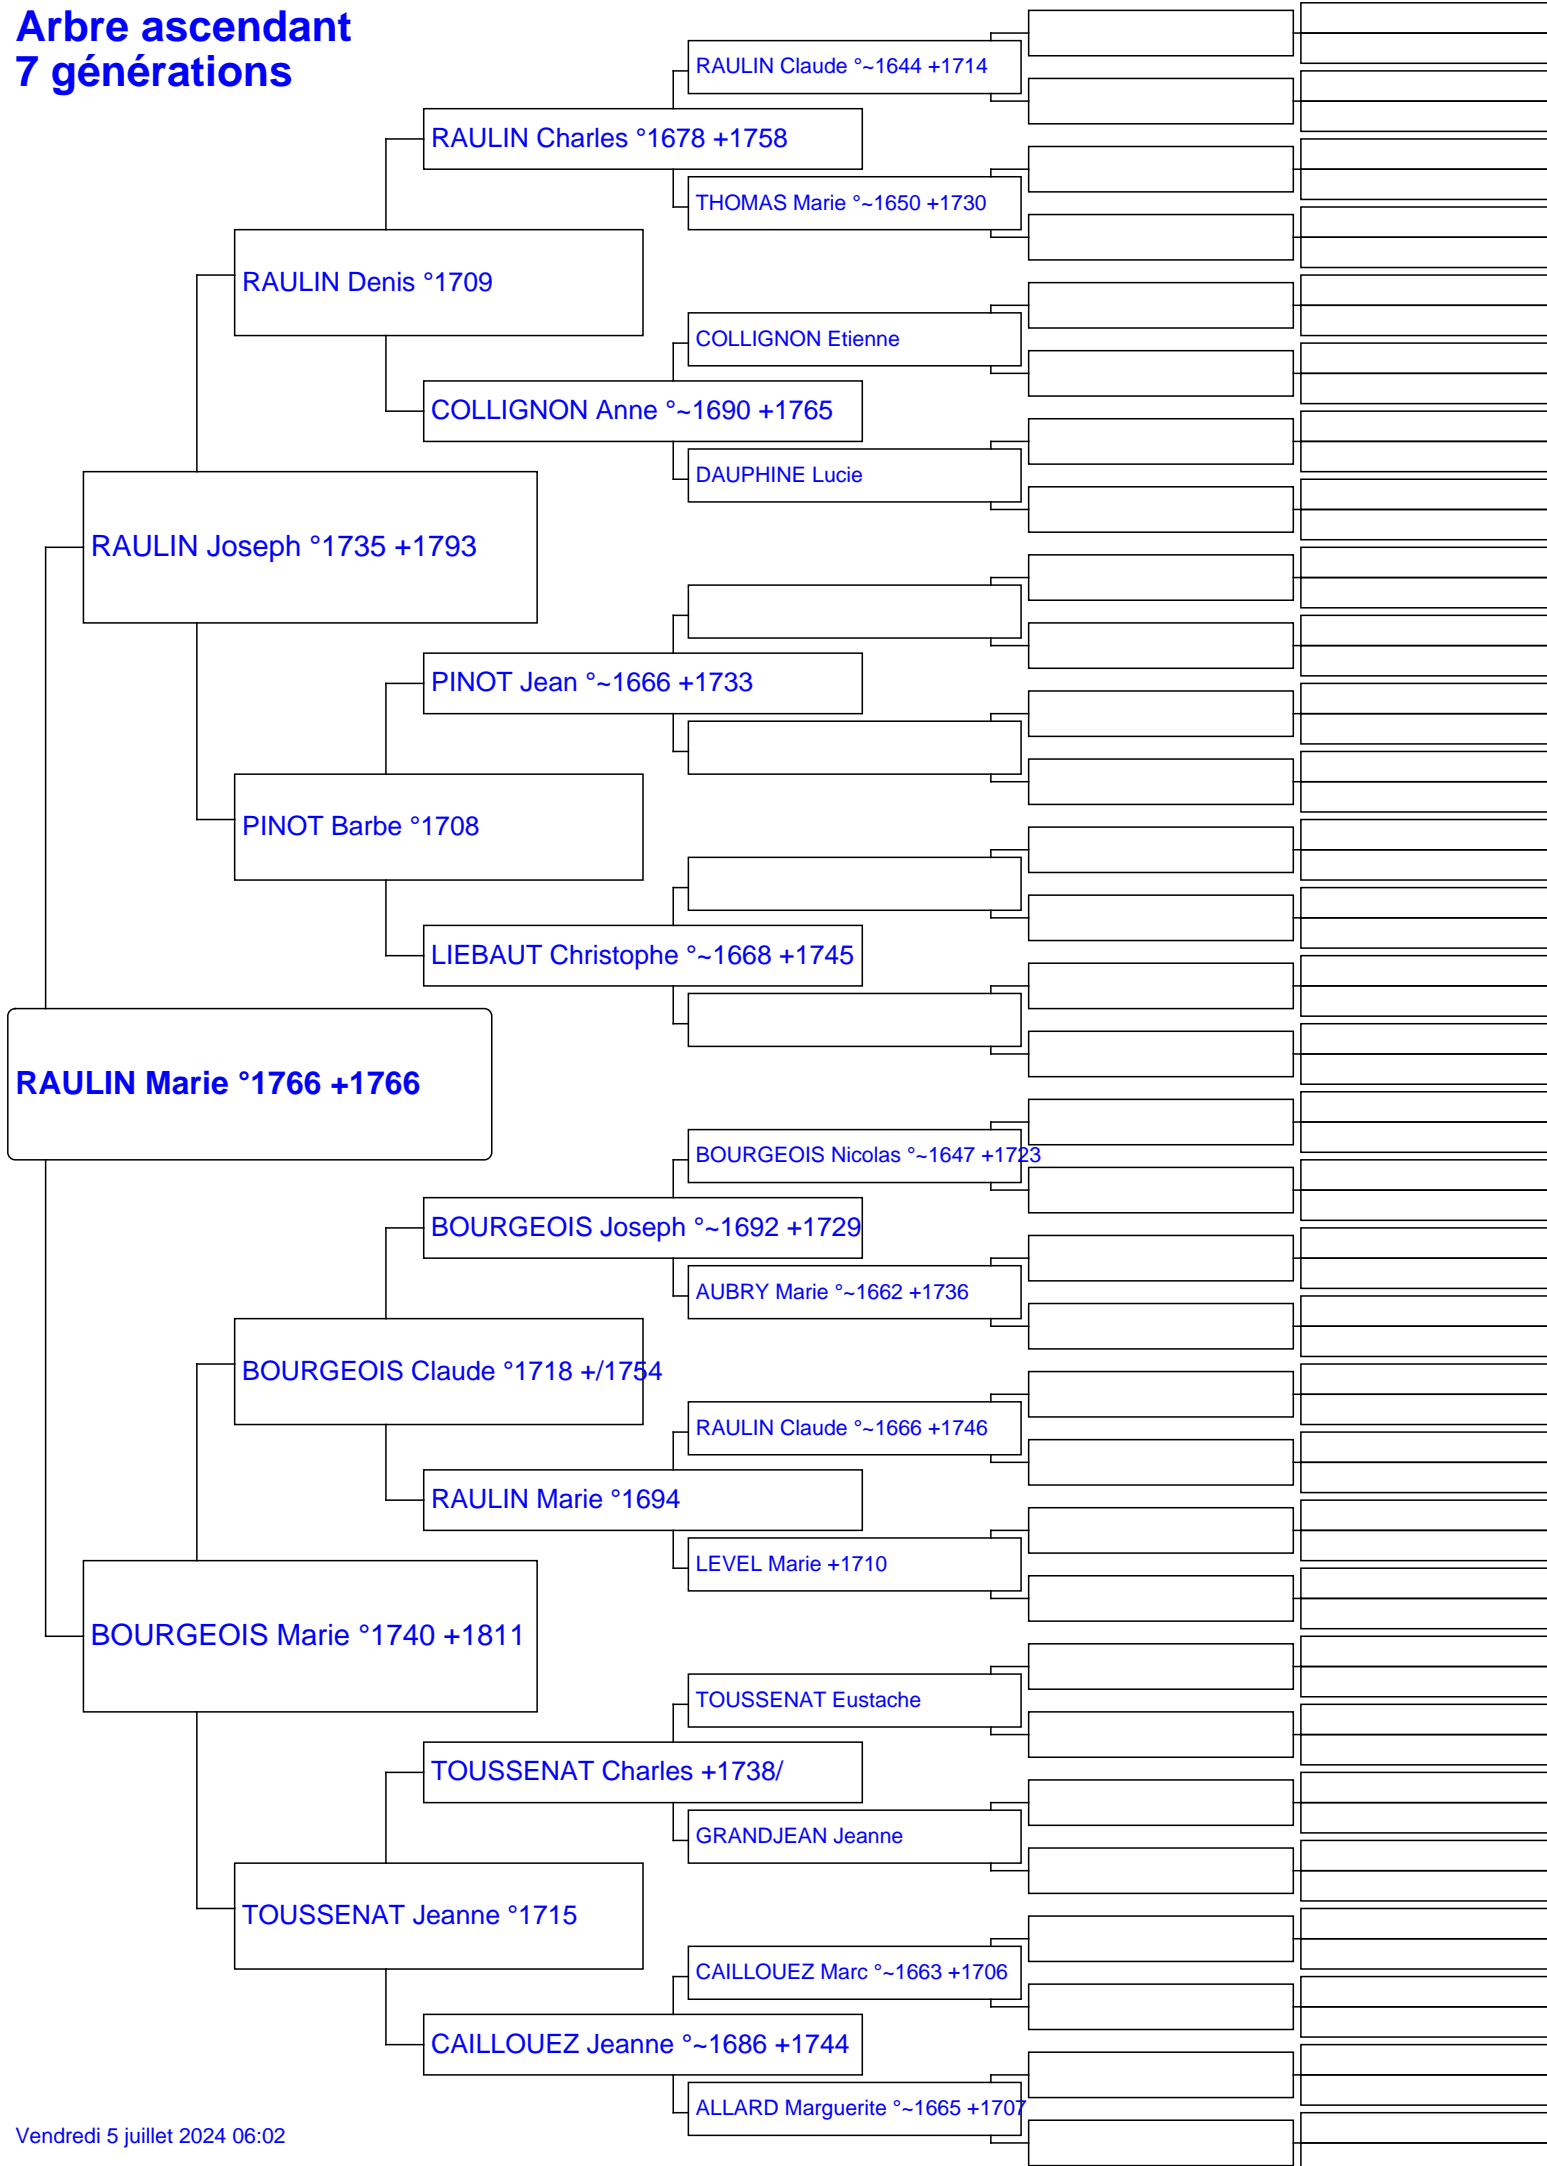 Arbre ascendant
7 générations
RAULIN Claude °~1644 +1714
RAULIN Charles °1678 +1758
THOMAS Marie °~1650 +1730
RAULIN Denis °1709
COLLIGNON Etienne
COLLIGNON Anne °~1690 +1765
DAUPHINE Lucie
RAULIN Joseph °1735 +1793
PINOT Jean °~1666 +1733
PINOT Barbe °1708
LIEBAUT Christophe °~1668 +1745
RAULIN Marie °1766 +1766
BOURGEOIS Nicolas °~1647 +1723
BOURGEOIS Joseph °~1692 +1729
AUBRY Marie °~1662 +1736
BOURGEOIS Claude °1718 +/1754
RAULIN Claude °~1666 +1746
RAULIN Marie °1694
LEVEL Marie +1710
BOURGEOIS Marie °1740 +1811
TOUSSENAT Eustache
TOUSSENAT Charles +1738/
GRANDJEAN Jeanne
TOUSSENAT Jeanne °1715
CAILLOUEZ Marc °~1663 +1706
CAILLOUEZ Jeanne °~1686 +1744
ALLARD Marguerite °~1665 +1707
Vendredi 5 juillet 2024 06:02